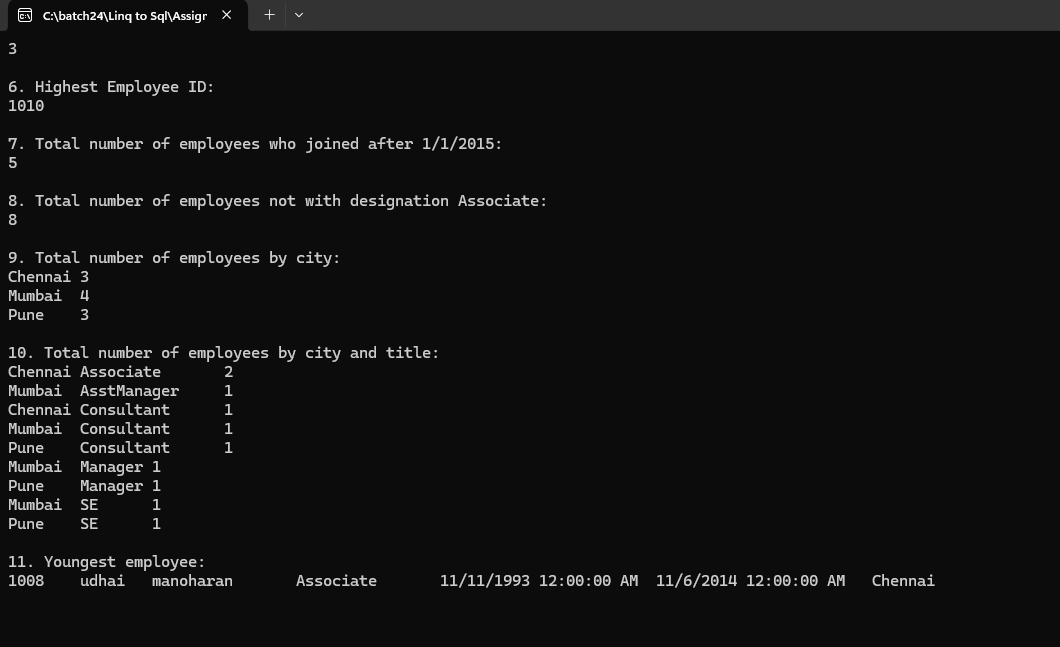 C:\batch24\Linq to Sql\Assigr
3
6. Highest Employee ID:
1010
7. Total number of employees who joined after 1/1/2015:
5
8. Total number of employees not with designation Associate:
8
9. Total number of employees by city:
Chennai 3
Mumbai 4
Pune 3
10. Total number of employees by city and title:
Chennai Associate 2
Mumbai AsstManager 1
Chennai Consultant 1
Mumbai Consultant 1
Pune Consultant 1
Mumbai Manager 1
Pune Manager 1
Mumbai SE 1
Pune SE 1
11. Youngest employee:
1008 udhai manoharan Associate 11/11/1993 12:00:00 AM 11/6/2014 12:00:00 AM Chennai